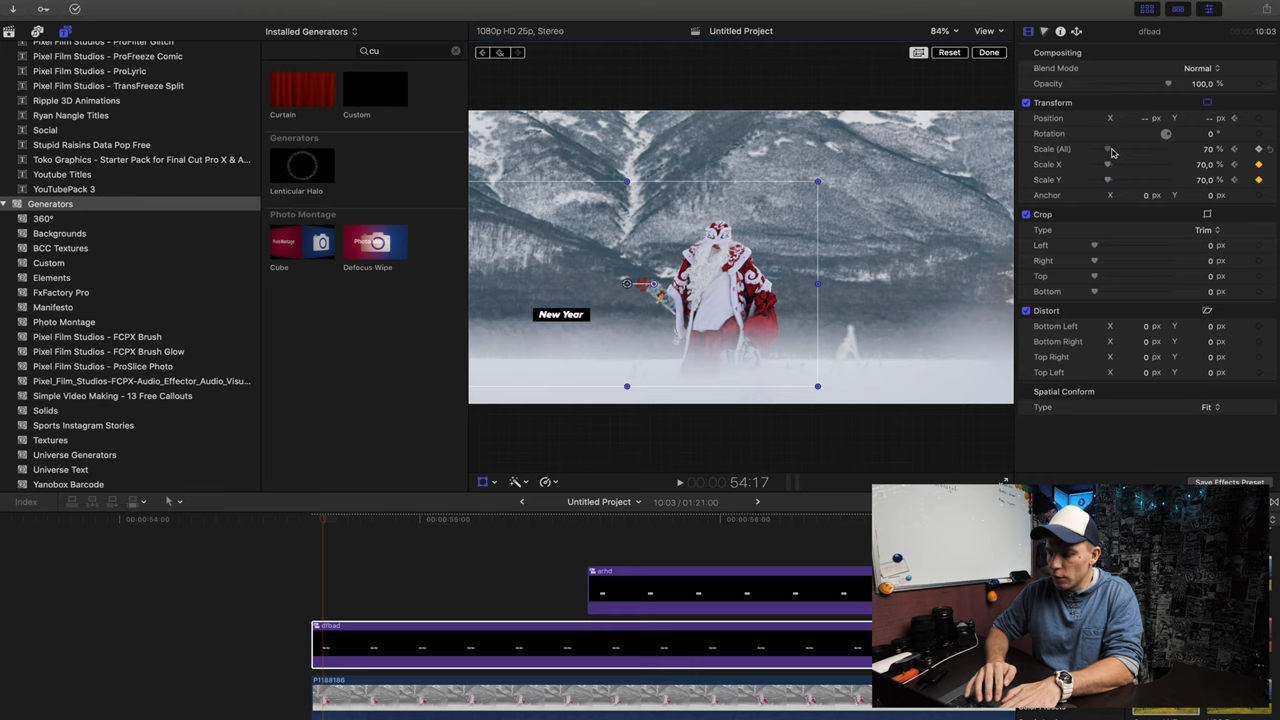 Installed Generators
1080p HD 25p, Stereo
Untitled Project
84%
View
dfbad
10:03
Pixel Film Studios - ProFilter Glitch
Pixel Film Studios - ProFreeze Comic
Pixel Film Studios - ProLyric
Pixel Film Studios - TransFreeze Split
Ripple 3D Animations
Ryan Nangle Titles
Social
Stupid Raisins Data Pop Free
Toko Graphics - Starter Pack for Final Cut Pro X & A...
Youtube Titles
YouTubePack 3
Generators
360°
Backgrounds
BCC Textures
Custom
Elements
FxFactory Pro
Manifesto
Photo Montage
Pixel Film Studios - FCPX Brush
Pixel Film Studios - FCPX Brush Glow
Pixel Film Studios - ProSlice Photo
Pixel_Film_Studios-FCPX-Audio_Effector_Audio_Visu...
Simple Video Making - 13 Free Callouts
Solids
Sports Instagram Stories
Textures
Universe Generators
Universe Text
Yanobox Barcode
cu
Curtain
Custom
Generators
Lenticular Halo
Photo Montage
Cube
Defocus Wipe
Reset
Done
New Year
Compositing
Blend Mode Normal
Opacity 100,0 %
Transform
Position X -- px Y -- px
Rotation 0 °
Scale (All) 70 %
Scale X 70,0 %
Scale Y 70,0 %
Anchor X 0 px Y 0 px
Crop
Type Trim
Left 0 px
Right 0 px
Top 0 px
Bottom 0 px
Distort
Bottom Left X 0 px Y 0 px
Bottom Right X 0 px Y 0 px
Top Right X 0 px Y 0 px
Top Left X 0 px Y 0 px
Spatial Conform
Type Fit
Save Effects Preset
00:00:54:17
Index
Untitled Project
10:03 / 01:21:00
00:00:54:00
00:00:55:00
00:00:56:00
arhd
dfbad
P1188186